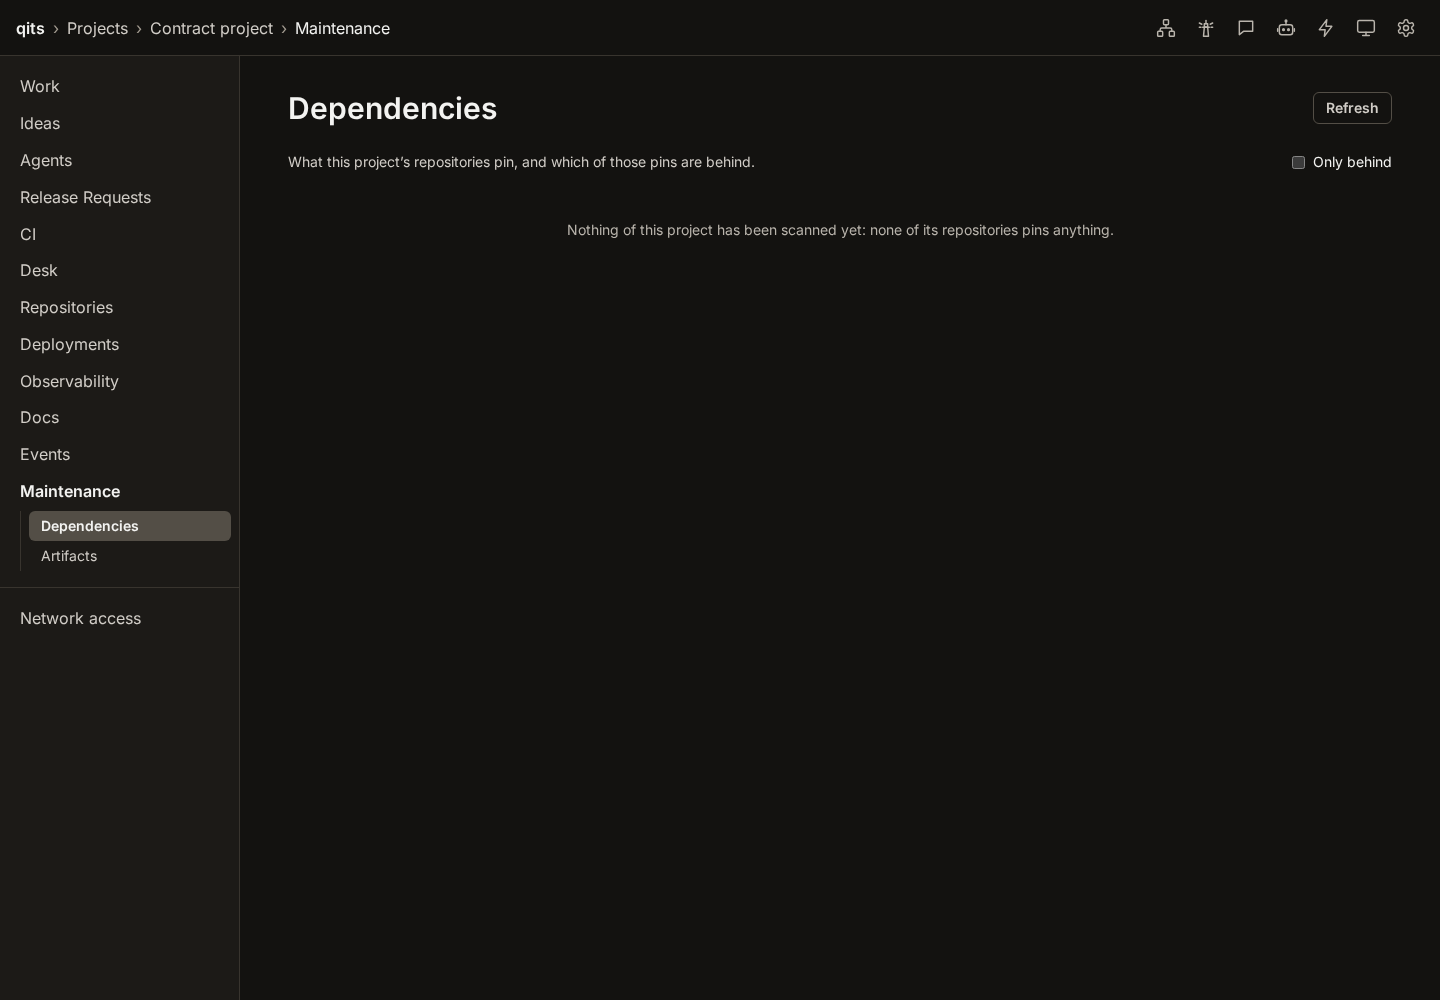 qits › Projects › Contract project › Maintenance
Work
Ideas
Agents
Release Requests
CI
Desk
Repositories
Deployments
Observability
Docs
Events
Maintenance
Dependencies
Artifacts
Network access
Dependencies
Refresh
What this project’s repositories pin, and which of those pins are behind.
Only behind
Nothing of this project has been scanned yet: none of its repositories pins anything.